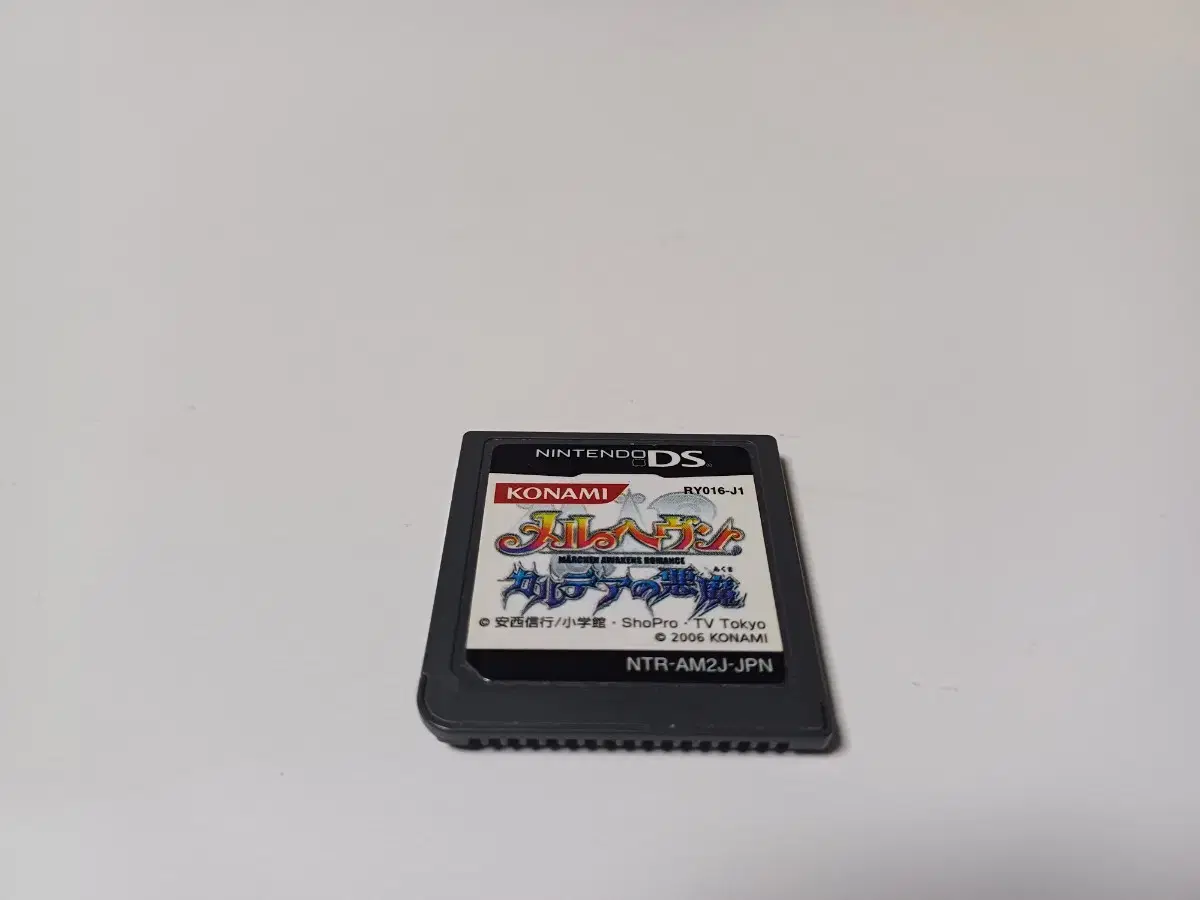 NINTENDO DS
KONAMI
RY016-J1
メルヘヴン
MÄRCHEN AWAKENS ROMANCE
あくま
カルデアの悪魔
© 安西信行/小学館・ShoPro・TV Tokyo
© 2006 KONAMI
NTR-AM2J-JPN